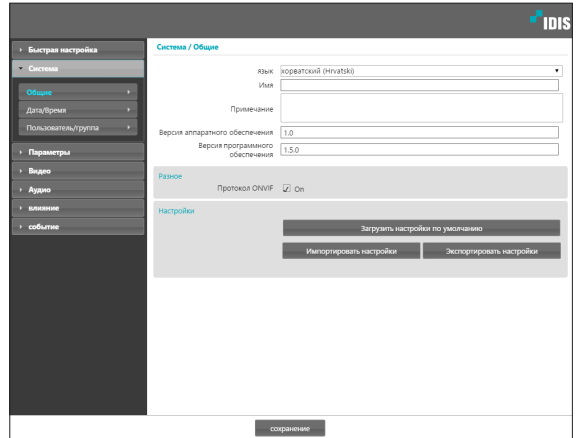 IDIS
Быстрая настройка
Система
Общие
Дата/Время
Пользователь/группа
Параметры
Видео
Аудио
влияние
событие
Система / Общие
язык хорватский (Hrvatski)
Имя
Примечание
Версия аппаратного обеспечения 1.0
Версия программного
обеспечения 1.5.0
Разное
Протокол ONVIF On
Настройки
Загрузить настройки по умолчанию
Импортировать настройки Экспортировать настройки
сохранение